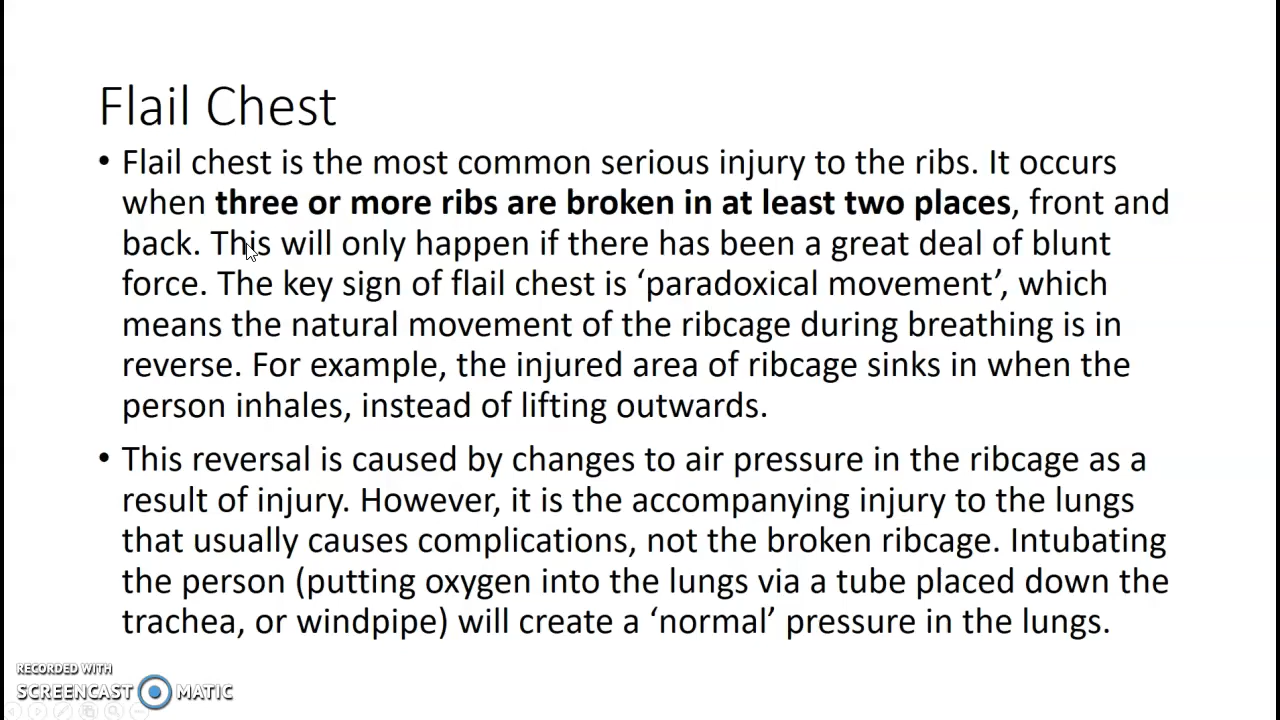 Flail Chest
• Flail chest is the most common serious injury to the ribs. It occurs
when three or more ribs are broken in at least two places, front and
back. This will only happen if there has been a great deal of blunt
force. The key sign of flail chest is ‘paradoxical movement’, which
means the natural movement of the ribcage during breathing is in
reverse. For example, the injured area of ribcage sinks in when the
person inhales, instead of lifting outwards.
• This reversal is caused by changes to air pressure in the ribcage as a
result of injury. However, it is the accompanying injury to the lungs
that usually causes complications, not the broken ribcage. Intubating
the person (putting oxygen into the lungs via a tube placed down the
trachea, or windpipe) will create a ‘normal’ pressure in the lungs.
RECORDED WITH
SCREENCAST MATIC